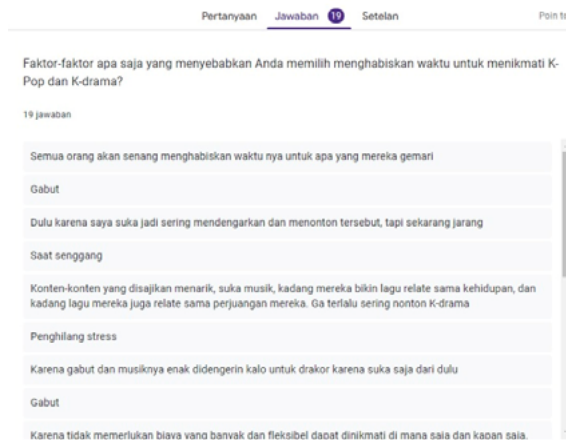 Pertanyaan Jawaban 19 Setelan Poin to
Faktor-faktor apa saja yang menyebabkan Anda memilih menghabiskan waktu untuk menikmati K-
Pop dan K-drama?
19 jawaban
Semua orang akan senang menghabiskan waktu nya untuk apa yang mereka gemari
Gabut
Dulu karena saya suka jadi sering mendengarkan dan menonton tersebut, tapi sekarang jarang
Saat senggang
Konten-konten yang disajikan menarik, suka musik, kadang mereka bikin lagu relate sama kehidupan, dan
kadang lagu mereka juga relate sama perjuangan mereka. Ga terlalu sering nonton K-drama
Penghilang stress
Karena gabut dan musiknya enak didengerin kalo untuk drakor karena suka saja dari dulu
Gabut
Karena tidak memerlukan biaya yang banyak dan fleksibel dapat dinikmati di mana saja dan kapan saja.